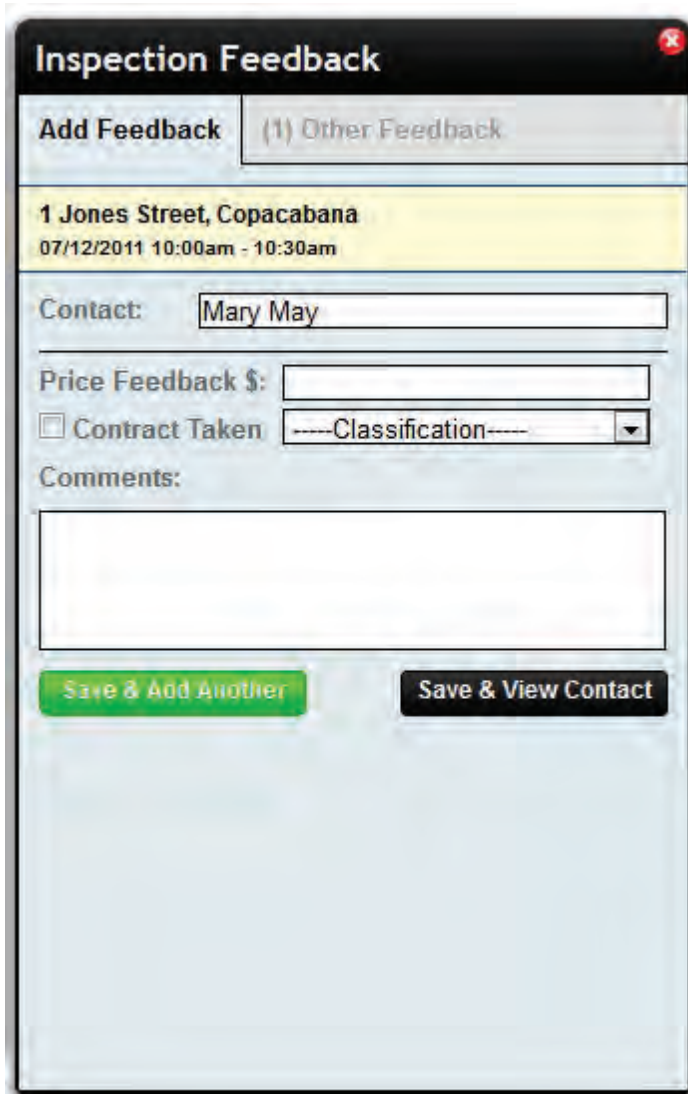 Inspection Feedback
Add Feedback
(1) Other Feedback
1 Jones Street, Copacabana
07/12/2011 10:00am - 10:30am
Contact: Mary May
Price Feedback $:
Contract Taken -----Classification-----
Comments:
Save & Add Another
Save & View Contact